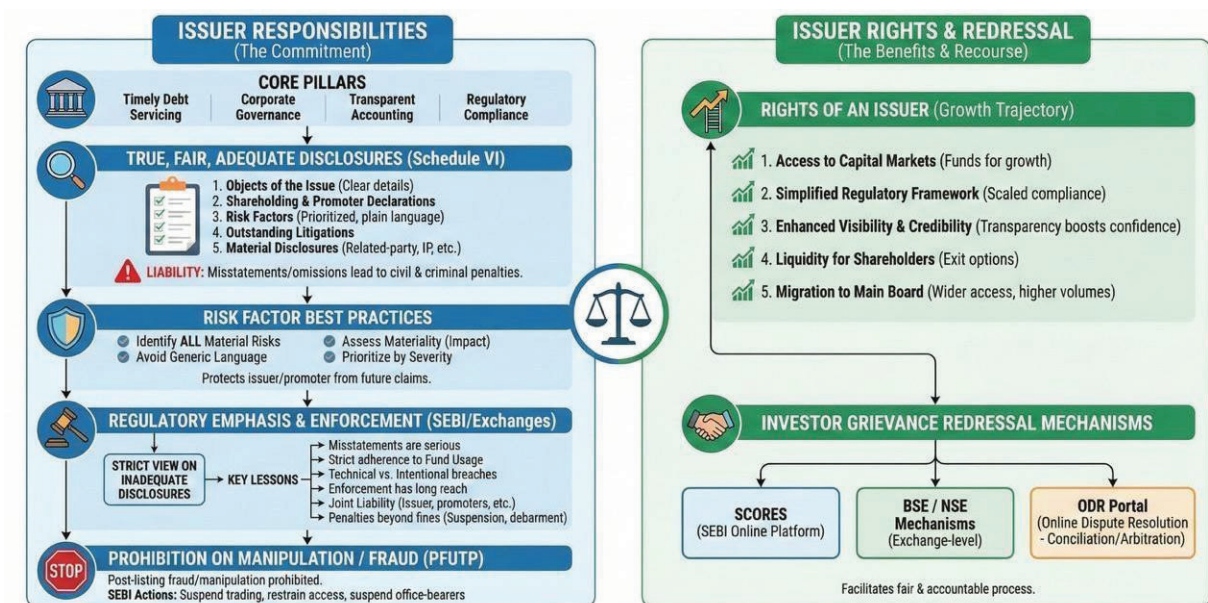 ISSUER RESPONSIBILITIES
(The Commitment)
CORE PILLARS
Timely Debt
Servicing
Corporate
Governance
Transparent
Accounting
Regulatory
Compliance
TRUE, FAIR, ADEQUATE DISCLOSURES (Schedule VI)
1. Objects of the Issue (Clear details)
2. Shareholding & Promoter Declarations
3. Risk Factors (Prioritized, plain language)
4. Outstanding Litigations
5. Material Disclosures (Related-party, IP, etc.)
LIABILITY: Misstatements/omissions lead to civil & criminal penalties.
RISK FACTOR BEST PRACTICES
Identify ALL Material Risks
Assess Materiality (Impact)
Avoid Generic Language
Prioritize by Severity
Protects issuer/promoter from future claims.
REGULATORY EMPHASIS & ENFORCEMENT (SEBI/Exchanges)
STRICT VIEW ON
INADEQUATE
DISCLOSURES
KEY LESSONS
Misstatements are serious
Strict adherence to Fund Usage
Technical vs. Intentional breaches
Enforcement has long reach
Joint Liability (Issuer, promoters, etc.)
Penalties beyond fines (Suspension, debarment)
STOP
PROHIBITION ON MANIPULATION / FRAUD (PFUTP)
Post-listing fraud/manipulation prohibited.
SEBI Actions: Suspend trading, restrain access, suspend office-bearers
ISSUER RIGHTS & REDRESSAL
(The Benefits & Recourse)
RIGHTS OF AN ISSUER (Growth Trajectory)
1. Access to Capital Markets (Funds for growth)
2. Simplified Regulatory Framework (Scaled compliance)
3. Enhanced Visibility & Credibility (Transparency boosts confidence)
4. Liquidity for Shareholders (Exit options)
5. Migration to Main Board (Wider access, higher volumes)
INVESTOR GRIEVANCE REDRESSAL MECHANISMS
SCORES
(SEBI Online Platform)
BSE / NSE
Mechanisms
(Exchange-level)
ODR Portal
(Online Dispute Resolution
- Conciliation/Arbitration)
Facilitates fair & accountable process.